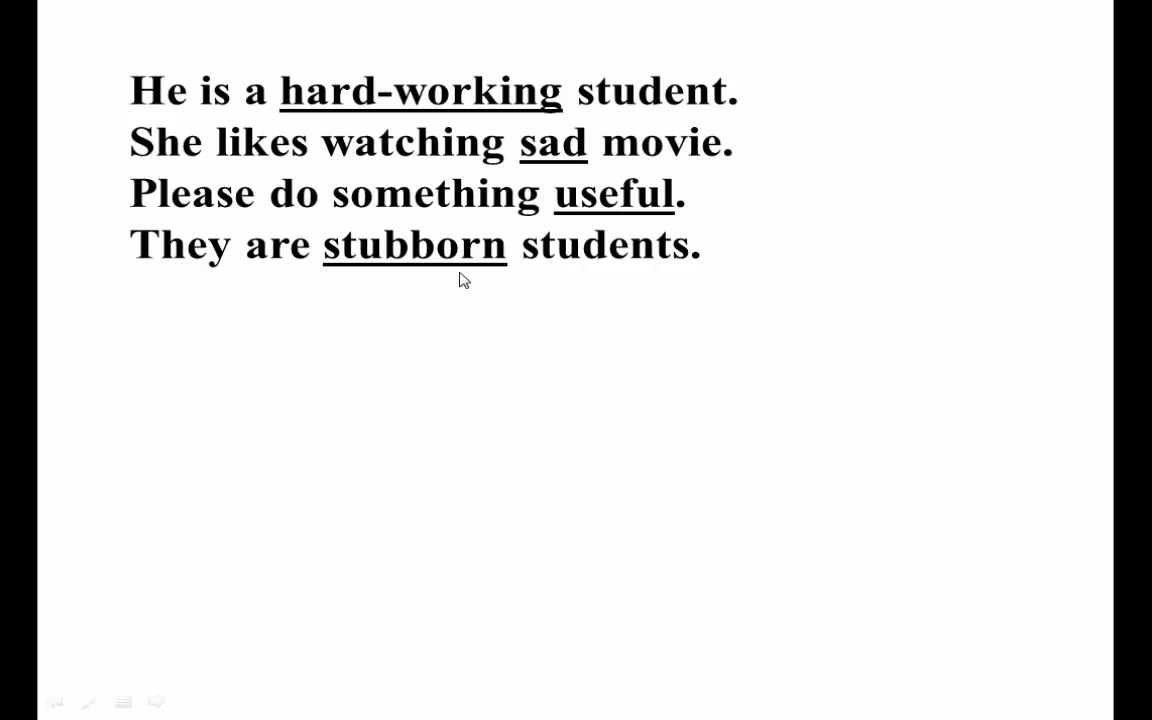 He is a hard-working student.
She likes watching sad movie.
Please do something useful.
They are stubborn students.